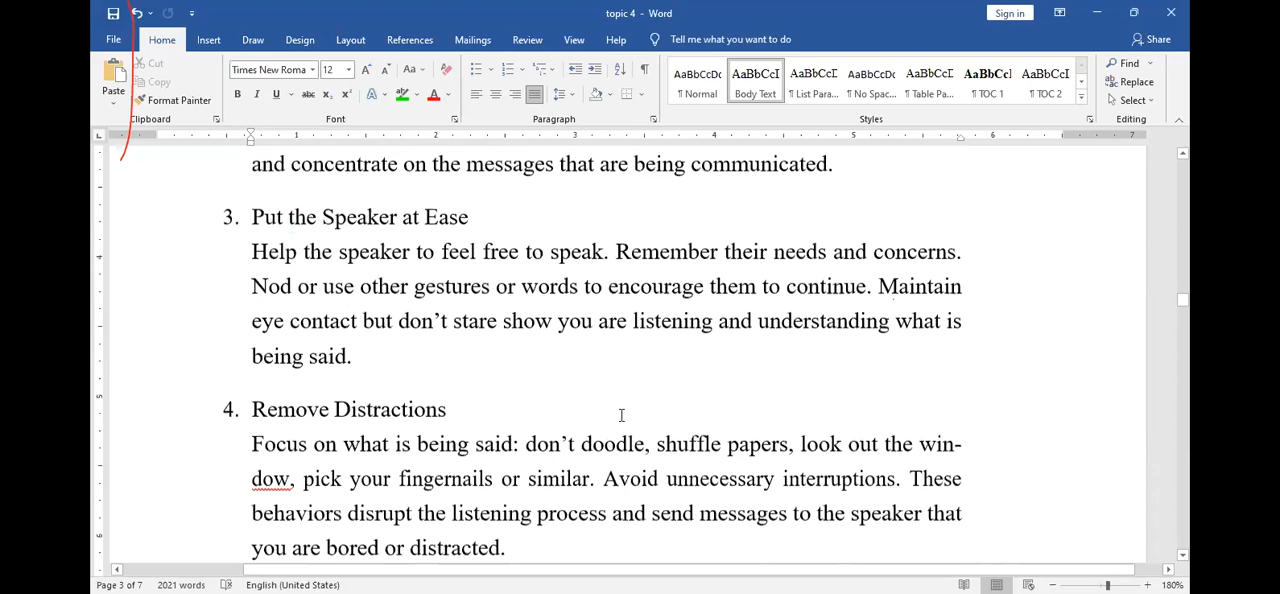 topic 4 - Word
Sign in
File Home Insert Draw Design Layout References Mailings Review View Help Tell me what you want to do Share
Paste
Cut
Copy
Format Painter
Clipboard
Times New Roma 12
Font
Paragraph
AaBbCcDc AaBbCcI AaBbCcI AaBbCcDc AaBbCcI AaBbCcI AaBbCcI
¶ Normal Body Text ¶ List Para... ¶ No Spac... ¶ Table Pa... ¶ TOC 1 ¶ TOC 2
Styles
Find
Replace
Select
Editing
1 2 3 4 5 6 7
and concentrate on the messages that are being communicated.
3. Put the Speaker at Ease
Help the speaker to feel free to speak. Remember their needs and concerns.
Nod or use other gestures or words to encourage them to continue. Maintain
eye contact but don’t stare show you are listening and understanding what is
being said.
4. Remove Distractions
Focus on what is being said: don’t doodle, shuffle papers, look out the win-
dow, pick your fingernails or similar. Avoid unnecessary interruptions. These
behaviors disrupt the listening process and send messages to the speaker that
you are bored or distracted.
Page 3 of 7 2021 words English (United States) 180%